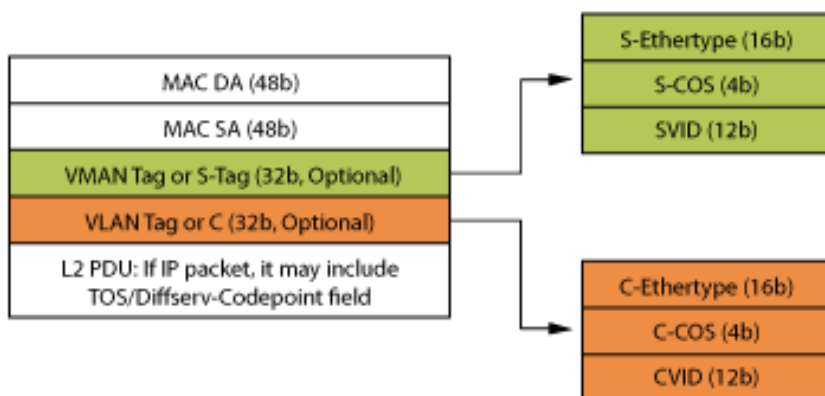 MAC DA (48b)
MAC SA (48b)
VMAN Tag or S-Tag (32b, Optional)
VLAN Tag or C (32b, Optional)
L2 PDU: If IP packet, it may include
TOS/Diffserv-Codepoint field
S-Ethertype (16b)
S-COS (4b)
SVID (12b)
C-Ethertype (16b)
C-COS (4b)
CVID (12b)